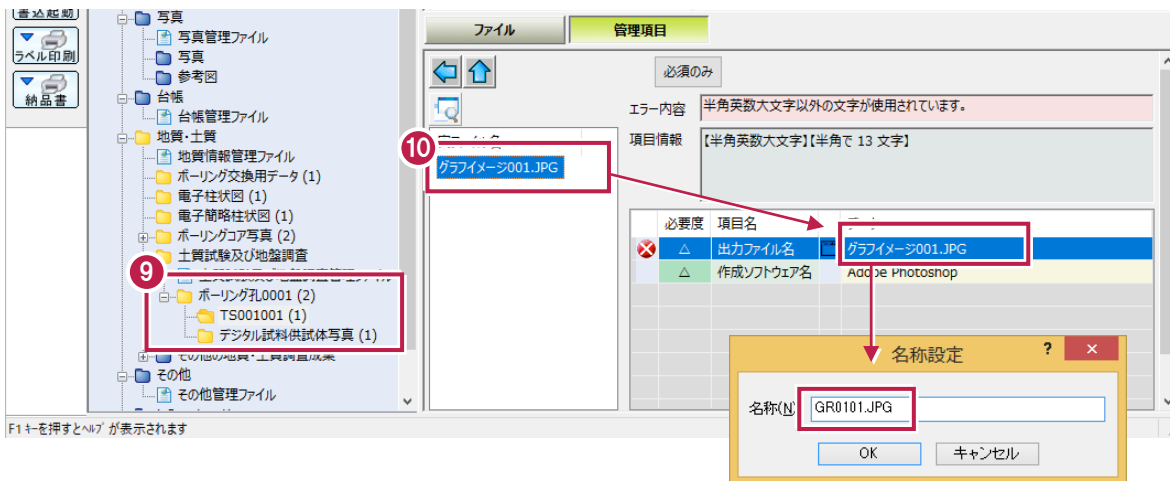 書込起動
ラベル印刷
納品書
写真
写真管理ファイル
写真
参考図
台帳
台帳管理ファイル
地質・土質
地質情報管理ファイル
ボーリング交換用データ (1)
電子柱状図 (1)
電子簡略柱状図 (1)
ボーリングコア写真 (2)
土質試験及び地盤調査
9
ボーリング孔0001 (2)
TS001001 (1)
デジタル試料供試体写真 (1)
その他の地質・土質調査成果
その他
その他管理ファイル
F1キーを押すとヘルプが表示されます
ファイル
管理項目
必須のみ
エラー内容
半角英数大文字以外の文字が使用されています。
項目情報
【半角英数大文字】【半角で 13 文字】
10
グラフイメージ001.JPG
必要度 項目名
△ 出力ファイル名 グラフイメージ001.JPG
△ 作成ソフトウェア名 Adobe Photoshop
名称設定
? ×
名称(N)
GR0101.JPG
OK
キャンセル